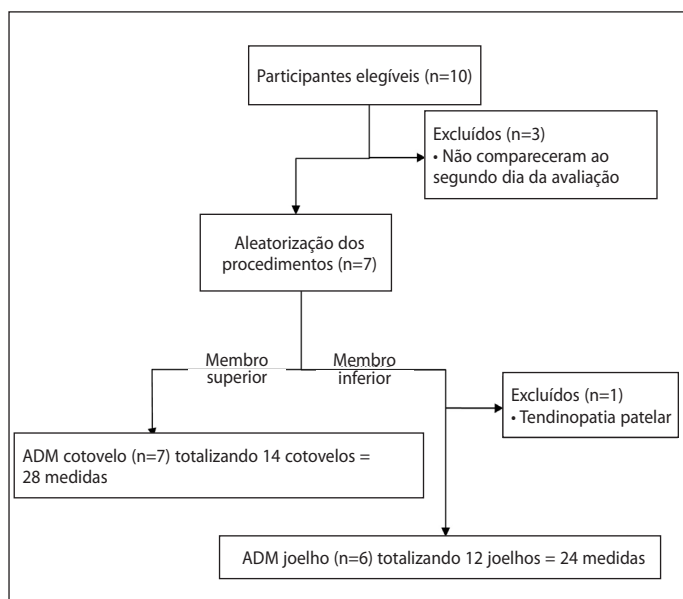 Participantes elegíveis (n=10)
Excluídos (n=3)
• Não compareceram ao
segundo dia da avaliação
Aleatorização dos
procedimentos (n=7)
Membro
superior
Membro
inferior
Excluídos (n=1)
• Tendinopatia patelar
ADM cotovelo (n=7) totalizando 14 cotovelos =
28 medidas
ADM joelho (n=6) totalizando 12 joelhos = 24 medidas